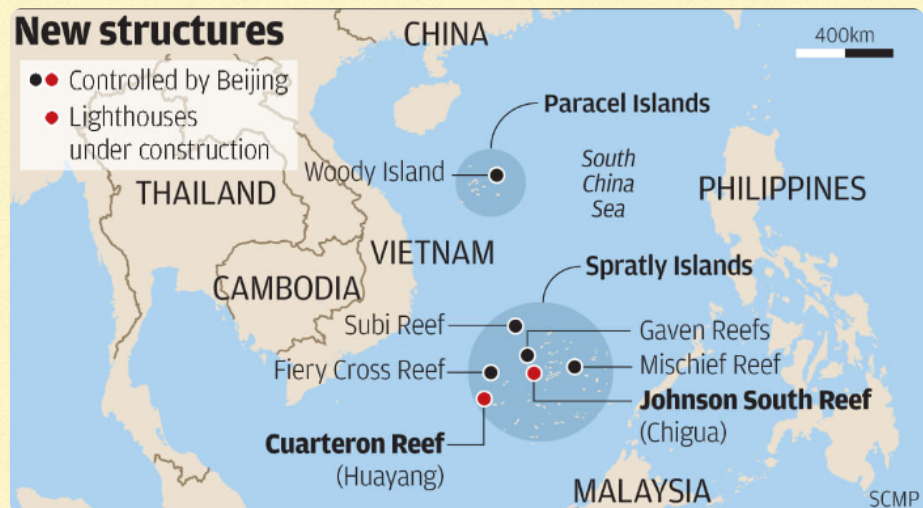 New structures
Controlled by Beijing
Lighthouses
under construction
CHINA
400km
Paracel Islands
Woody Island
South
China
Sea
THAILAND
PHILIPPINES
VIETNAM
CAMBODIA
Spratly Islands
Subi Reef
Gaven Reefs
Fiery Cross Reef
Mischief Reef
Johnson South Reef
(Chigua)
Cuarteron Reef
(Huayang)
MALAYSIA
SCMP